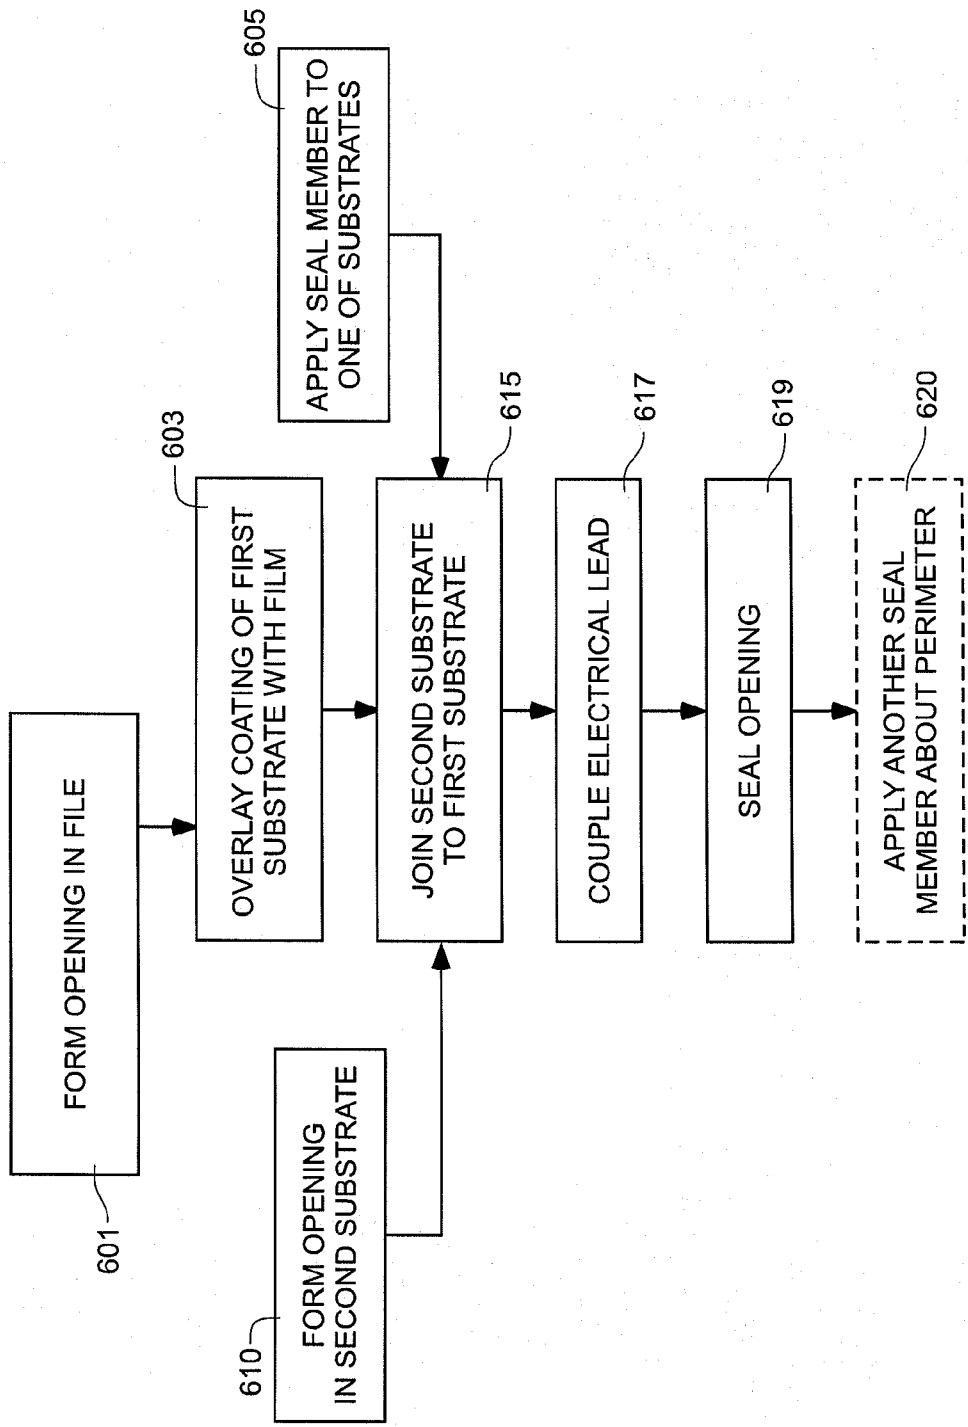 601
FORM OPENING IN FILE
603
OVERLAY COATING OF FIRST
SUBSTRATE WITH FILM
605
APPLY SEAL MEMBER TO
ONE OF SUBSTRATES
610
FORM OPENING
IN SECOND SUBSTRATE
615
JOIN SECOND SUBSTRATE
TO FIRST SUBSTRATE
617
COUPLE ELECTRICAL LEAD
619
SEAL OPENING
620
APPLY ANOTHER SEAL
MEMBER ABOUT PERIMETER